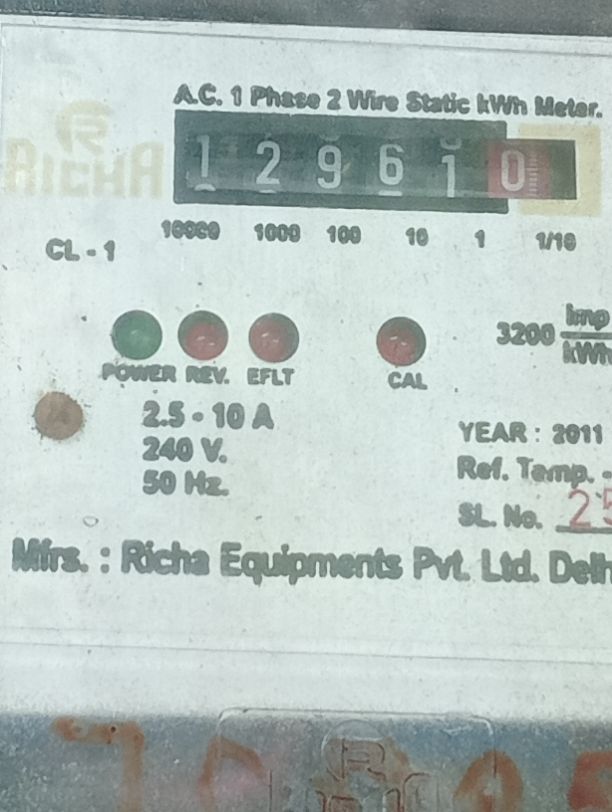 A.C. 1 Phase 2 Wire Static kWh Meter.
RICHA
1 2 9 6 1 0
10000 1000 100 10 1 1/10
CL - 1
3200 imp
kWh
POWER REV. EFLT CAL
2.5 - 10 A
240 V.
50 Hz.
YEAR : 2011
Ref. Temp. -
SL. No. 25
Mfrs. : Richa Equipments Pvt. Ltd. Delh